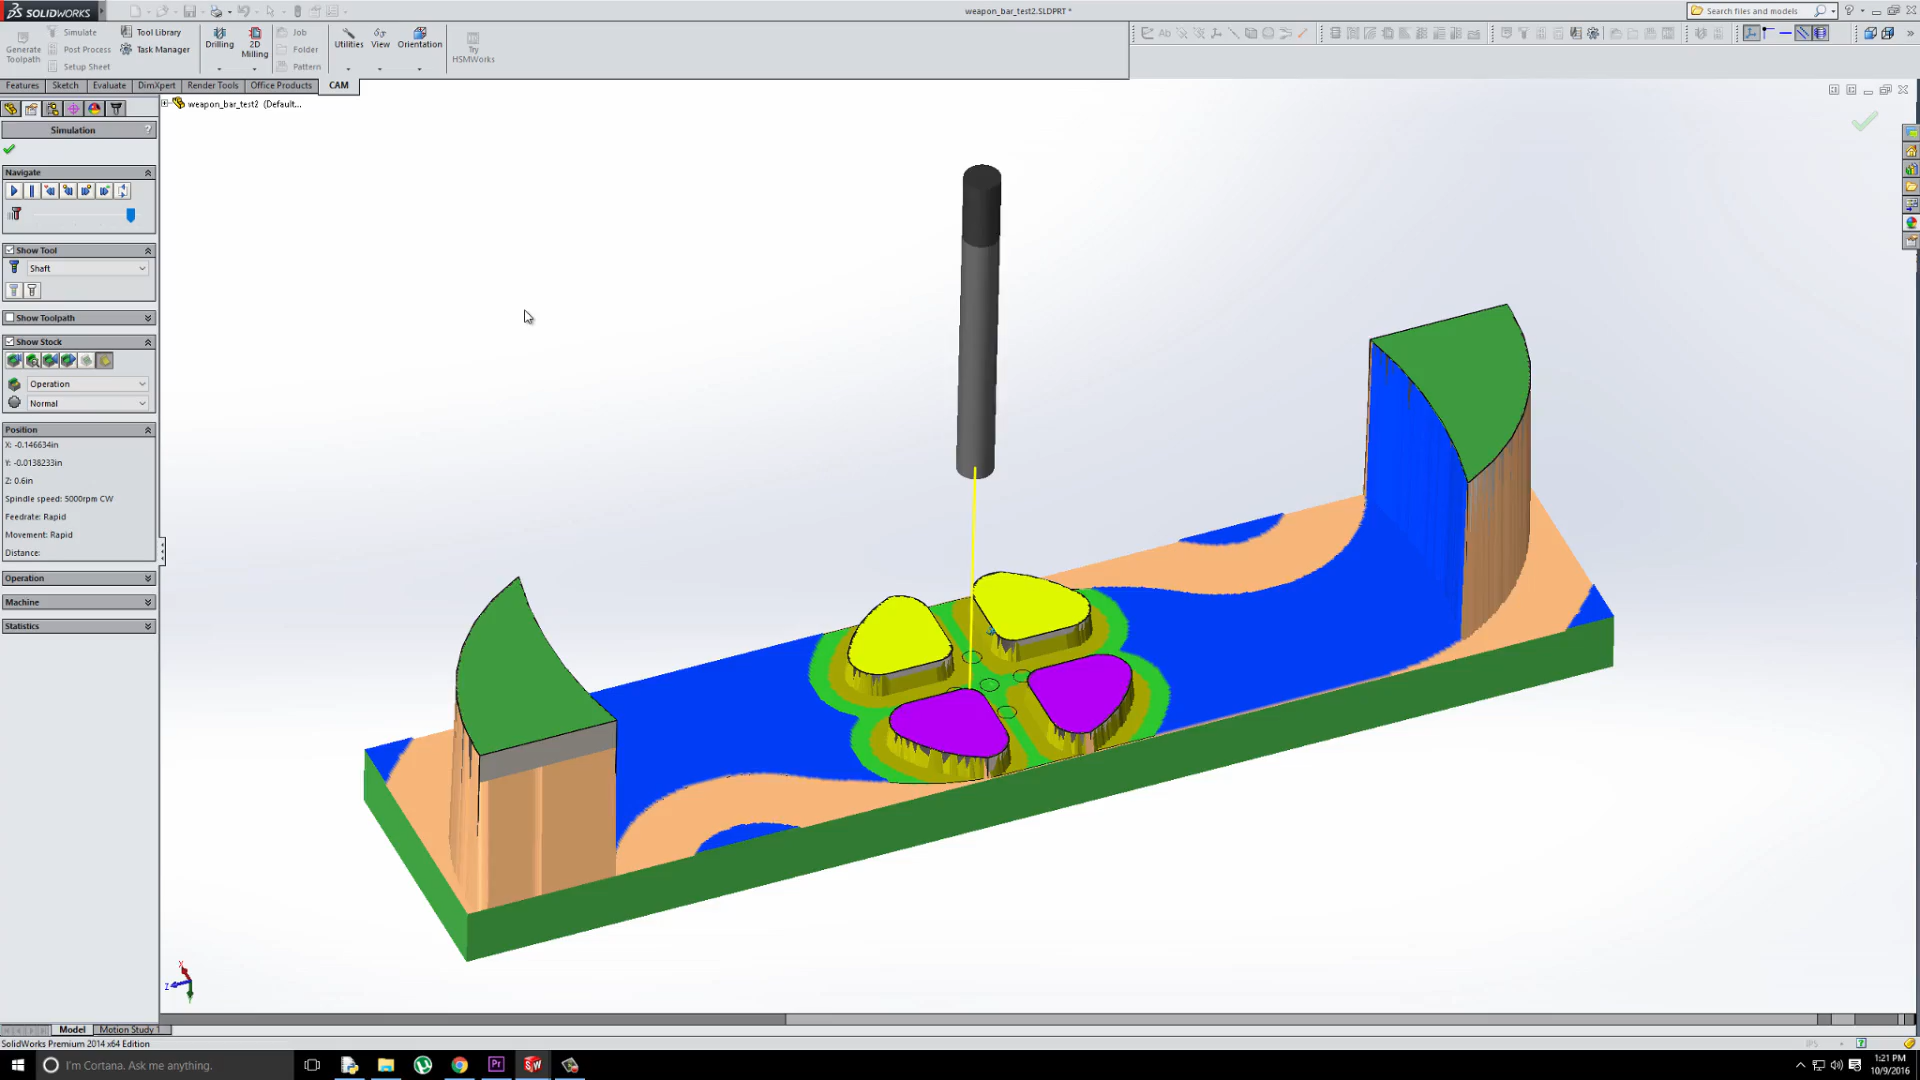 SOLIDWORKS
weapon_bar_test2.SLDPRT *
Search files and models
Generate
Toolpath
Simulate
Post Process
Setup Sheet
Tool Library
Task Manager
Drilling
2D
Milling
Job
Folder
Pattern
Utilities
View
Orientation
Try
HSMWorks
Features
Sketch
Evaluate
DimXpert
Render Tools
Office Products
CAM
weapon_bar_test2 (Default...
Simulation
?
Navigate
Show Tool
Shaft
Show Toolpath
Show Stock
Operation
Normal
Position
X: -0.146634in
Y: -0.0138233in
Z: 0.6in
Spindle speed: 5000rpm CW
Feedrate: Rapid
Movement: Rapid
Distance:
Operation
Machine
Statistics
X
Z
Model
Motion Study 1
SolidWorks Premium 2014 x64 Edition
IPS
I'm Cortana. Ask me anything.
Pr
SW
1:21 PM
10/9/2016